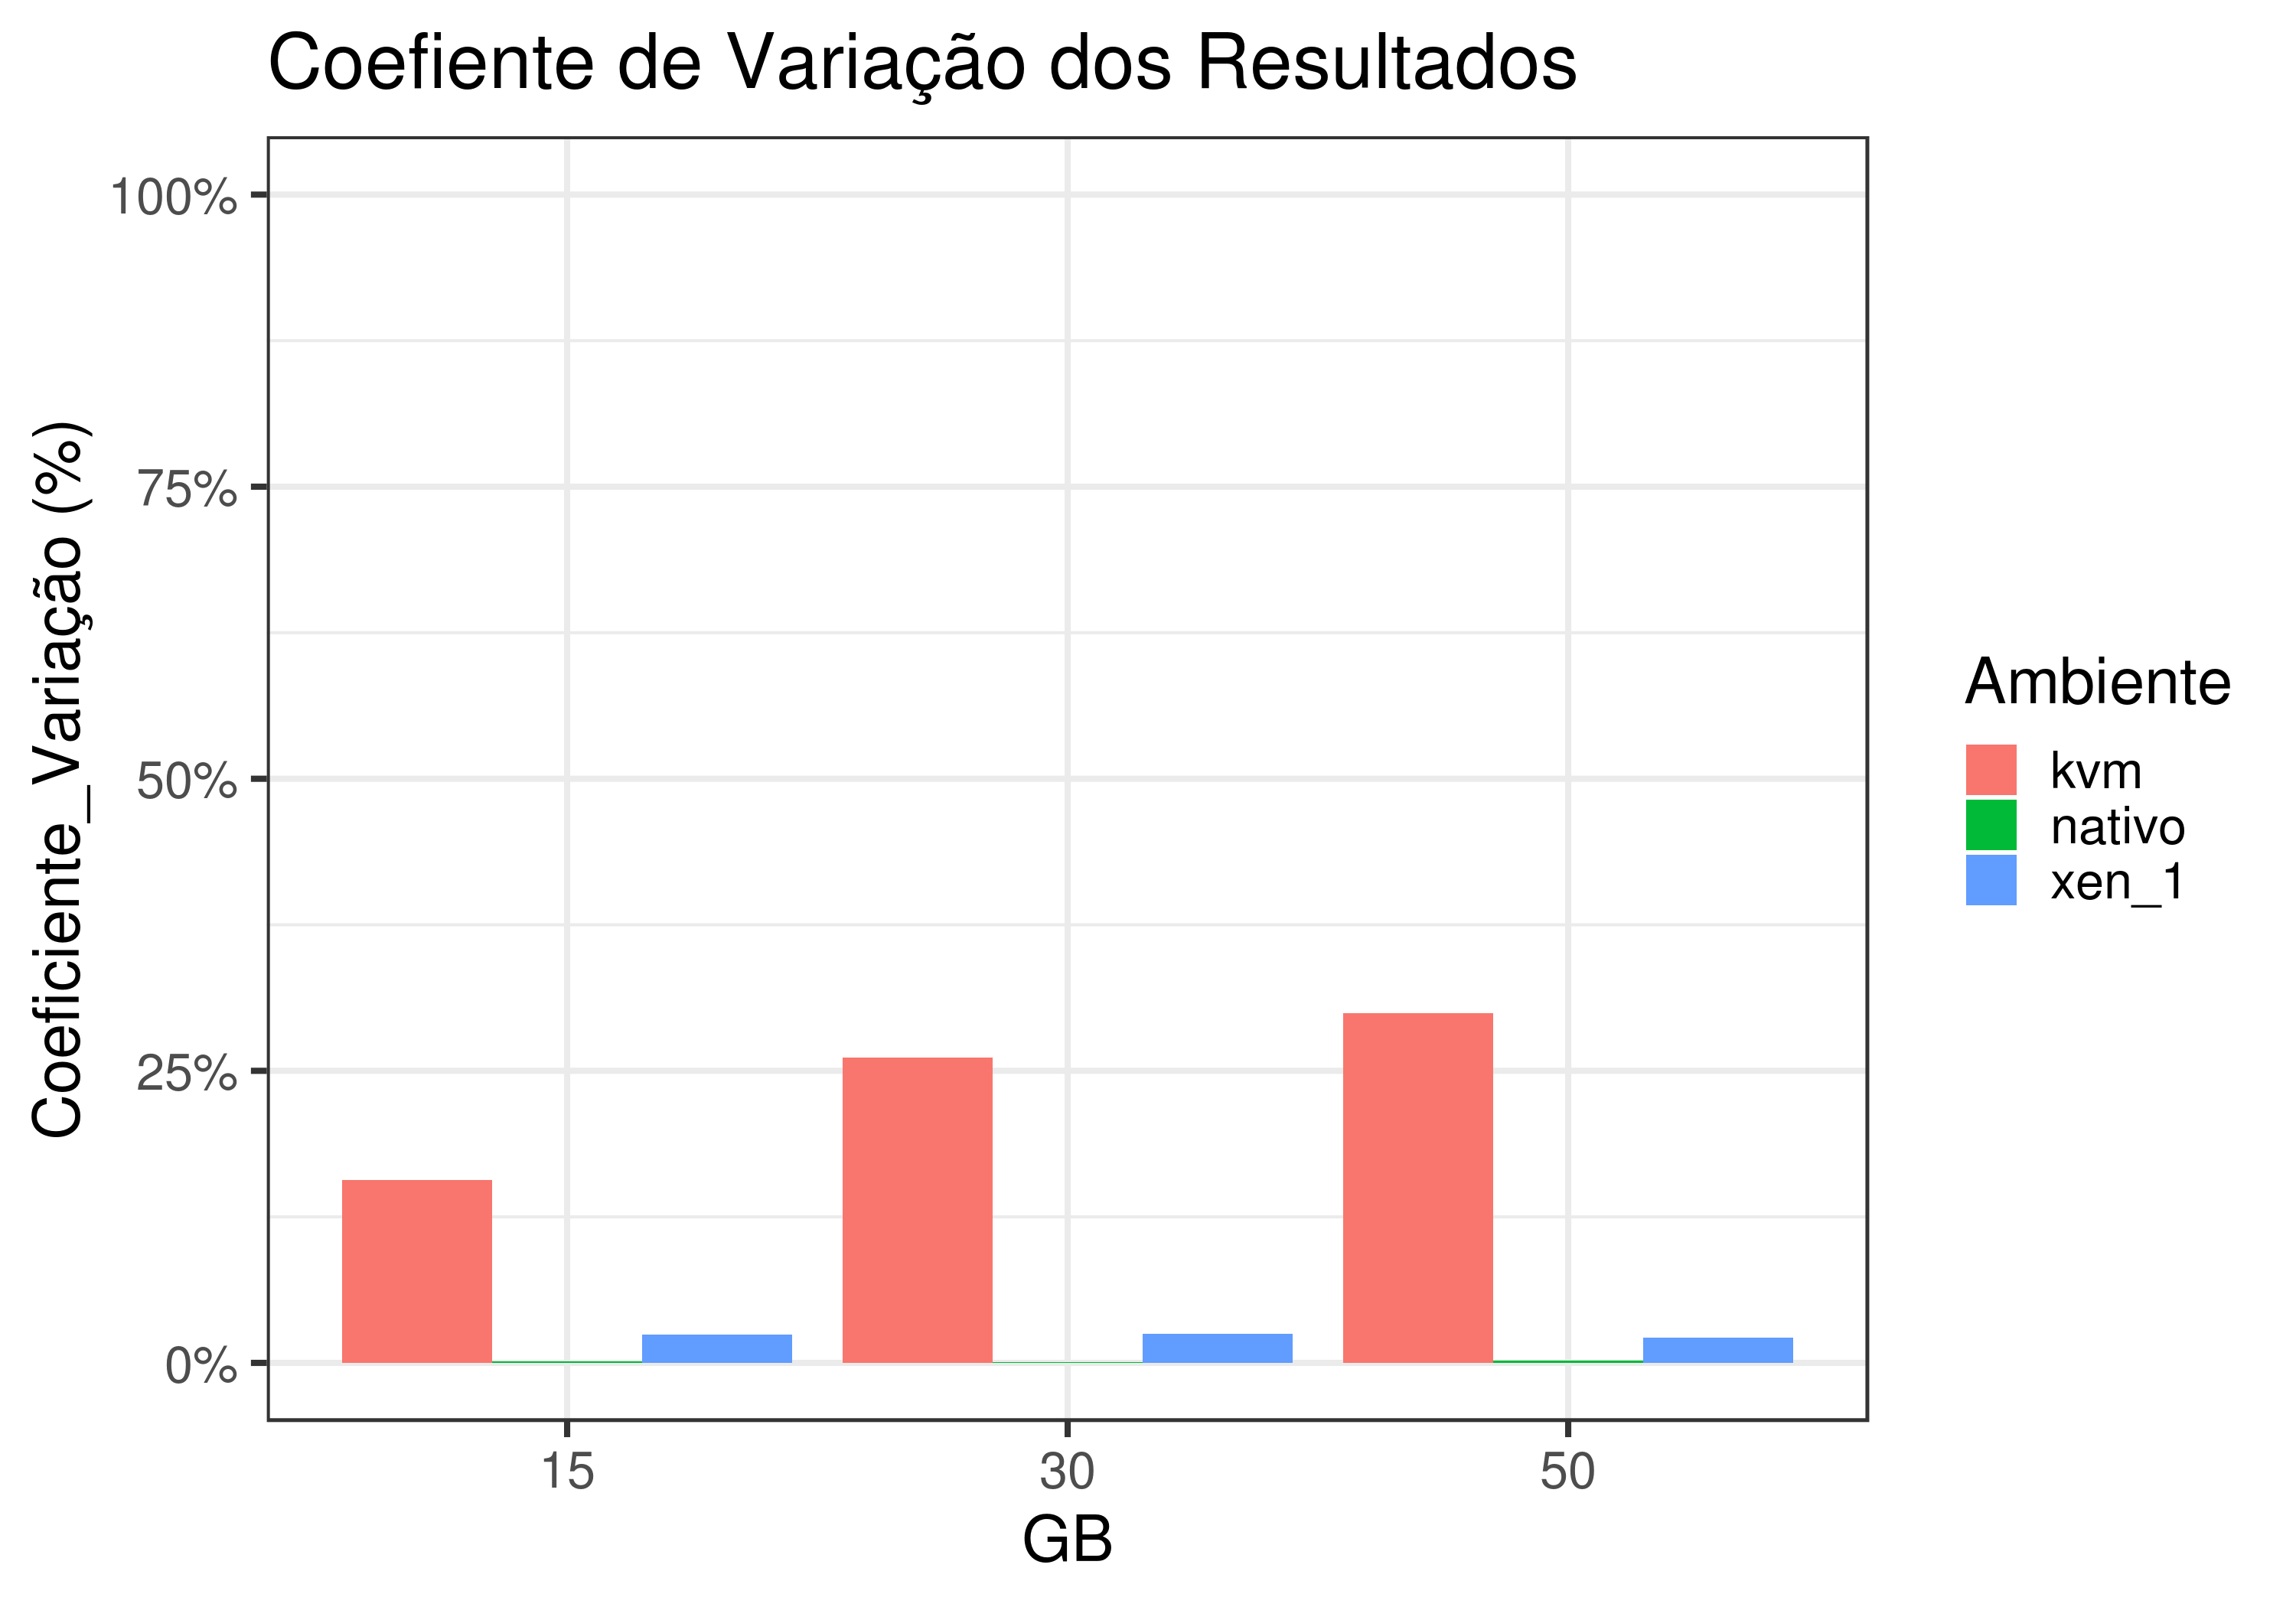 Coefiente de Variação dos Resultados
Coeficiente_Variação (%)
100%
75%
50%
25%
0%
15
30
50
GB
Ambiente
kvm
nativo
xen_1